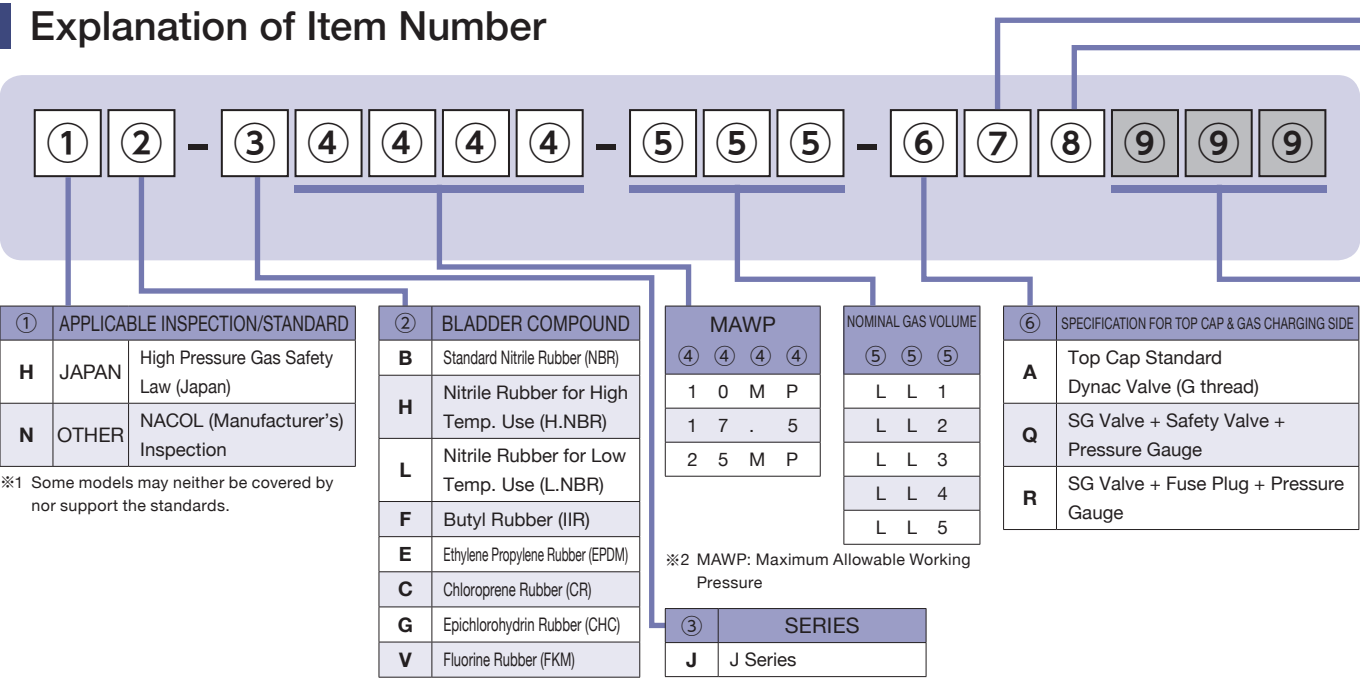 Explanation of Item Number
① ② - ③ ④ ④ ④ ④ - ⑤ ⑤ ⑤ - ⑥ ⑦ ⑧ ⑨ ⑨ ⑨
① APPLICABLE INSPECTION/STANDARD
H JAPAN High Pressure Gas Safety
Law (Japan)
N OTHER NACOL (Manufacturer's)
Inspection
※1 Some models may neither be covered by
nor support the standards.
② BLADDER COMPOUND
B Standard Nitrile Rubber (NBR)
H Nitrile Rubber for High
Temp. Use (H.NBR)
L Nitrile Rubber for Low
Temp. Use (L.NBR)
F Butyl Rubber (IIR)
E Ethylene Propylene Rubber (EPDM)
C Chloroprene Rubber (CR)
G Epichlorohydrin Rubber (CHC)
V Fluorine Rubber (FKM)
MAWP
④ ④ ④ ④
1 0 M P
1 7 . 5
2 5 M P
NOMINAL GAS VOLUME
⑤ ⑤ ⑤
L L 1
L L 2
L L 3
L L 4
L L 5
※2 MAWP: Maximum Allowable Working
Pressure
③ SERIES
J J Series
⑥ SPECIFICATION FOR TOP CAP & GAS CHARGING SIDE
A Top Cap Standard
Dynac Valve (G thread)
Q SG Valve + Safety Valve +
Pressure Gauge
R SG Valve + Fuse Plug + Pressure
Gauge